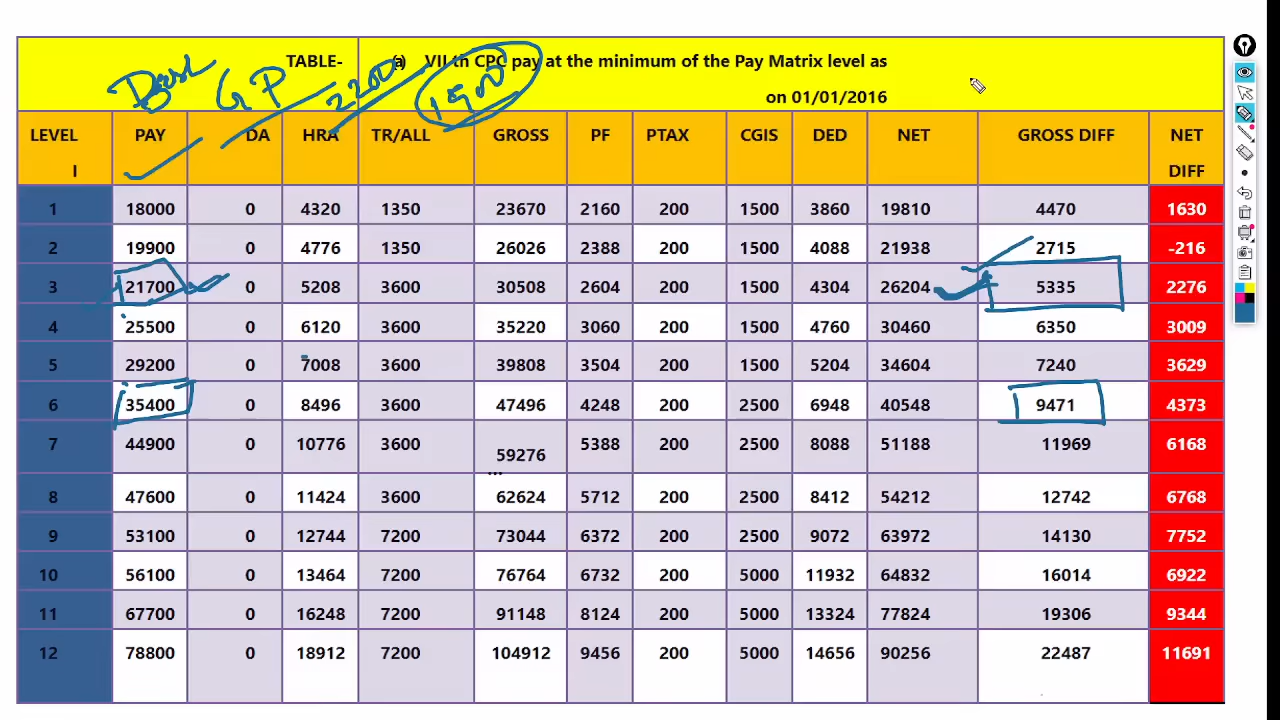 TABLE- (a) VII th CPC pay at the minimum of the Pay Matrix level as
on 01/01/2016
GP 2200 1900
LEVEL I PAY DA HRA TR/ALL GROSS PF PTAX CGIS DED NET GROSS DIFF NET DIFF
1 18000 0 4320 1350 23670 2160 200 1500 3860 19810 4470 1630
2 19900 0 4776 1350 26026 2388 200 1500 4088 21938 2715 -216
3 21700 0 5208 3600 30508 2604 200 1500 4304 26204 5335 2276
4 25500 0 6120 3600 35220 3060 200 1500 4760 30460 6350 3009
5 29200 0 7008 3600 39808 3504 200 1500 5204 34604 7240 3629
6 35400 0 8496 3600 47496 4248 200 2500 6948 40548 9471 4373
7 44900 0 10776 3600 59276 5388 200 2500 8088 51188 11969 6168
8 47600 0 11424 3600 62624 5712 200 2500 8412 54212 12742 6768
9 53100 0 12744 7200 73044 6372 200 2500 9072 63972 14130 7752
10 56100 0 13464 7200 76764 6732 200 5000 11932 64832 16014 6922
11 67700 0 16248 7200 91148 8124 200 5000 13324 77824 19306 9344
12 78800 0 18912 7200 104912 9456 200 5000 14656 90256 22487 11691